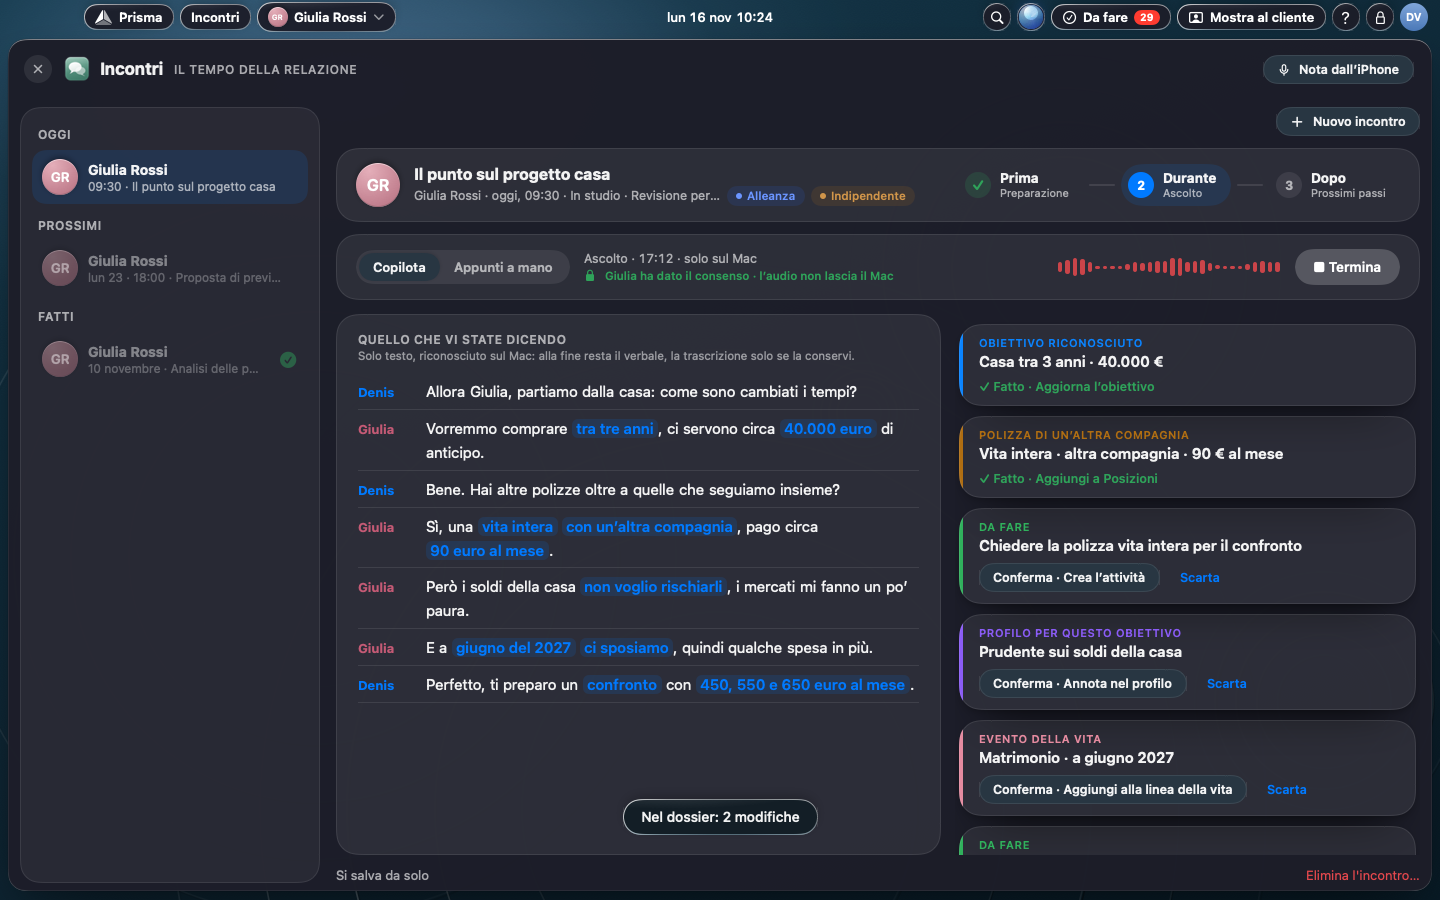 Prisma
Incontri
GR Giulia Rossi
lun 16 nov 10:24
Da fare 29
Mostra al cliente
?
DV
Incontri IL TEMPO DELLA RELAZIONE
Nota dall'iPhone
Nuovo incontro
OGGI
GR
Giulia Rossi
09:30 · Il punto sul progetto casa
PROSSIMI
GR
Giulia Rossi
lun 23 · 18:00 · Proposta di previ...
FATTI
GR
Giulia Rossi
10 novembre · Analisi delle p...
GR
Il punto sul progetto casa
Giulia Rossi · oggi, 09:30 · In studio · Revisione per... Alleanza Indipendente
Prima
Preparazione
2 Durante
Ascolto
3 Dopo
Prossimi passi
Copilota
Appunti a mano
Ascolto · 17:12 · solo sul Mac
Giulia ha dato il consenso · l'audio non lascia il Mac
Termina
QUELLO CHE VI STATE DICENDO
Solo testo, riconosciuto sul Mac: alla fine resta il verbale, la trascrizione solo se la conservi.
Denis Allora Giulia, partiamo dalla casa: come sono cambiati i tempi?
Giulia Vorremmo comprare tra tre anni , ci servono circa 40.000 euro di
anticipo.
Denis Bene. Hai altre polizze oltre a quelle che seguiamo insieme?
Giulia Sì, una vita intera con un'altra compagnia , pago circa
90 euro al mese .
Giulia Però i soldi della casa non voglio rischiarli , i mercati mi fanno un po'
paura.
Giulia E a giugno del 2027 ci sposiamo , quindi qualche spesa in più.
Denis Perfetto, ti preparo un confronto con 450, 550 e 650 euro al mese .
Nel dossier: 2 modifiche
OBIETTIVO RICONOSCIUTO
Casa tra 3 anni · 40.000 €
✓ Fatto · Aggiorna l'obiettivo
POLIZZA DI UN'ALTRA COMPAGNIA
Vita intera · altra compagnia · 90 € al mese
✓ Fatto · Aggiungi a Posizioni
DA FARE
Chiedere la polizza vita intera per il confronto
Conferma · Crea l'attività Scarta
PROFILO PER QUESTO OBIETTIVO
Prudente sui soldi della casa
Conferma · Annota nel profilo Scarta
EVENTO DELLA VITA
Matrimonio · a giugno 2027
Conferma · Aggiungi alla linea della vita Scarta
DA FARE
Si salva da solo
Elimina l'incontro...